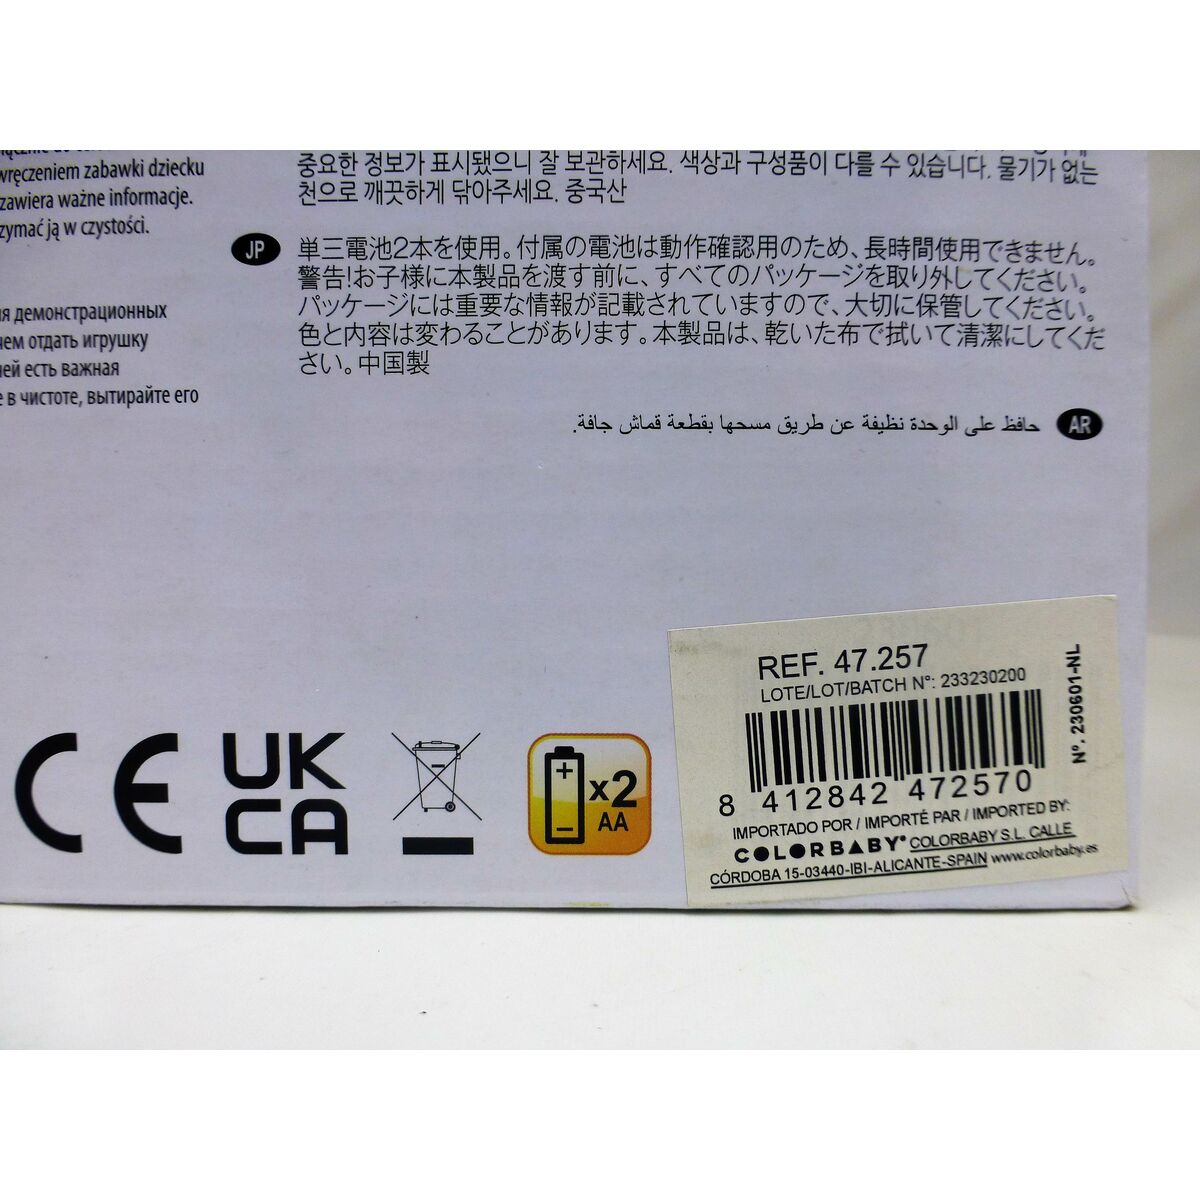 wręczeniem zabawki dziecku
zawiera ważne informacje.
zymać ją w czystości.
я демонстрационных
чем отдать игрушку
ней есть важная
е в чистоте, вытирайте его
중요한 정보가 표시됐으니 잘 보관하세요. 색상과 구성품이 다를 수 있습니다. 물기가 없는
천으로 깨끗하게 닦아주세요. 중국산
JP
単三電池2本を使用。付属の電池は動作確認用のため、長時間使用できません。
警告!お子様に本製品を渡す前に、すべてのパッケージを取り外してください。
パッケージには重要な情報が記載されていますので、大切に保管してください。
色と内容は変わることがあります。本製品は、乾いた布で拭いて清潔にしてくだ
さい。中国製
AR
حافظ على الوحدة نظيفة عن طريق مسحها بقطعة قماش جافة.
CE
UK
CA
+
−
x2
AA
REF. 47.257
LOTE/LOT/BATCH Nº: 233230200
8 412842 472570
Nº. 230601-NL
IMPORTADO POR / IMPORTÉ PAR / IMPORTED BY:
COLORBABY® COLORBABY S.L. CALLE
CÓRDOBA 15-03440-IBI-ALICANTE-SPAIN www.colorbaby.es